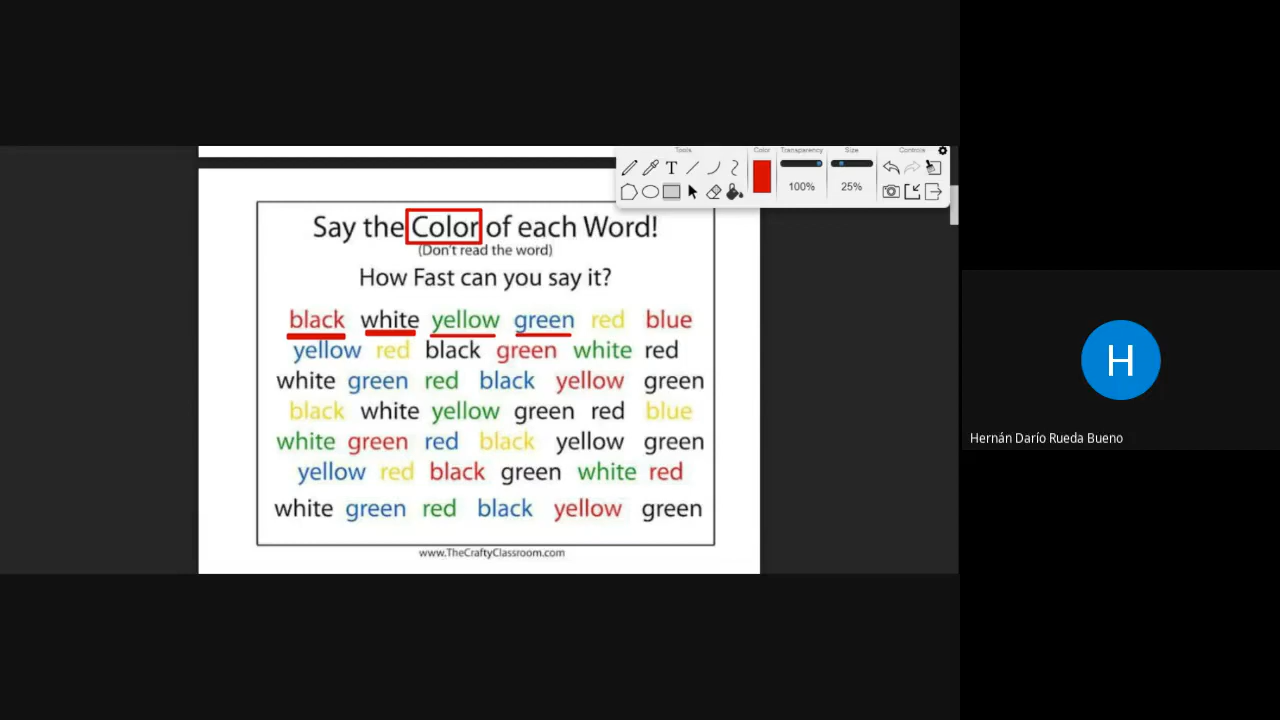 Tools Color Transparency Size Controls
100% 25%
Say the Color of each Word!
(Don't read the word)
How Fast can you say it?
black white yellow green red blue
yellow red black green white red
white green red black yellow green
black white yellow green red blue
white green red black yellow green
yellow red black green white red
white green red black yellow green
www.TheCraftyClassroom.com
H
Hernán Darío Rueda Bueno